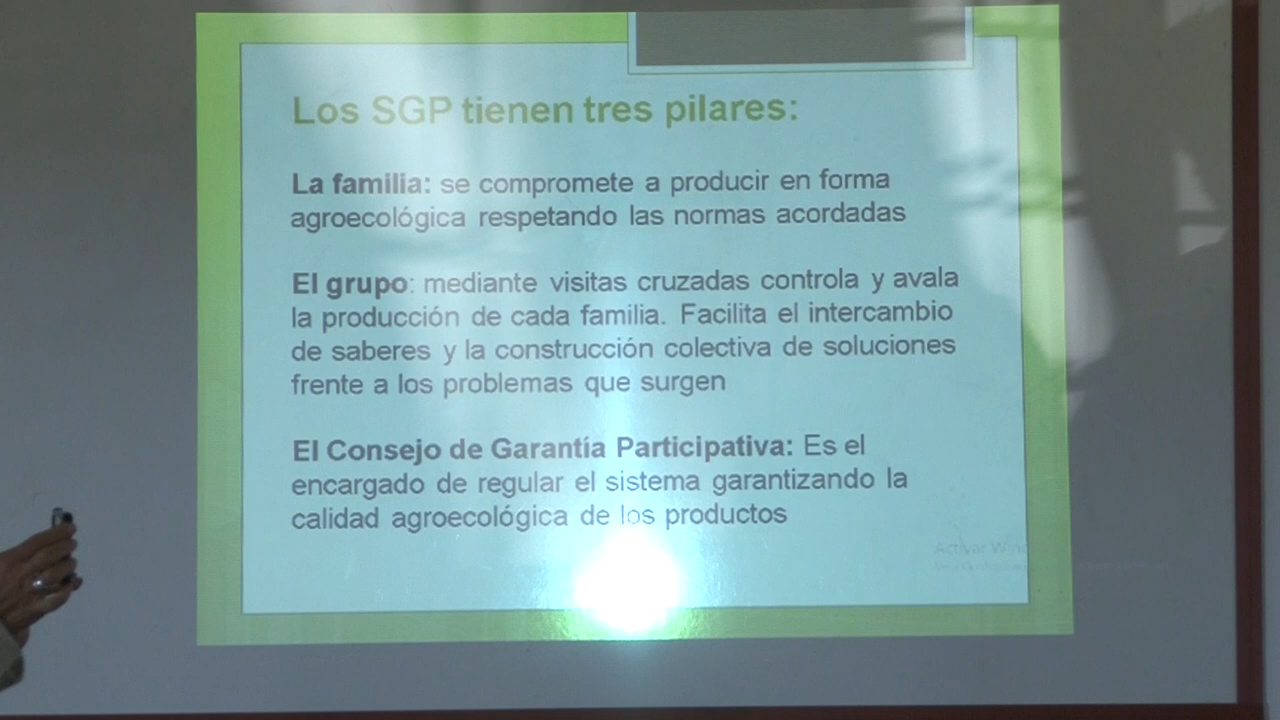 Los SGP tienen tres pilares:
La familia: se compromete a producir en forma
agroecológica respetando las normas acordadas
El grupo: mediante visitas cruzadas controla y avala
la producción de cada familia. Facilita el intercambio
de saberes y la construcción colectiva de soluciones
frente a los problemas que surgen
El Consejo de Garantía Participativa: Es el
encargado de regular el sistema garantizando la
calidad agroecológica de los productos
Activar Wind